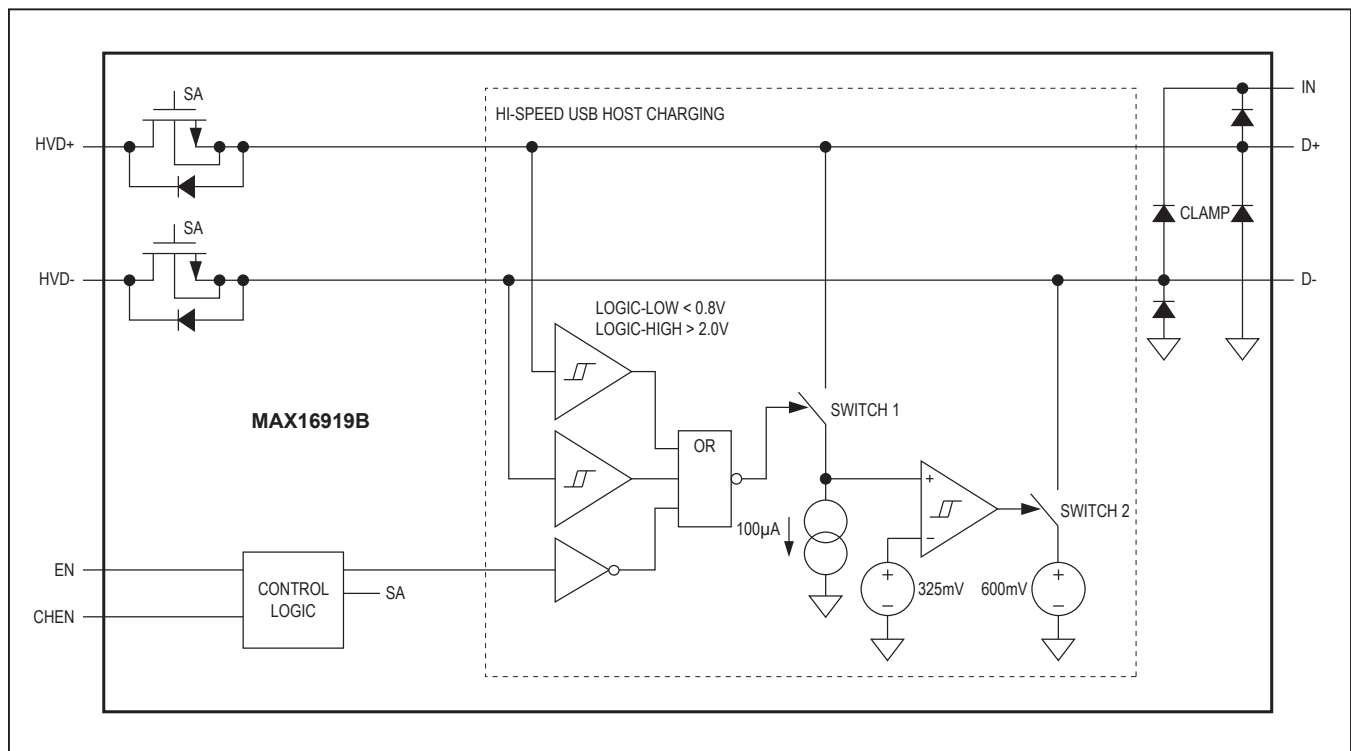 SA
HI-SPEED USB HOST CHARGING
IN
HVD+
D+
SA
CLAMP
HVD-
D-
LOGIC-LOW < 0.8V
LOGIC-HIGH > 2.0V
MAX16919B
OR
SWITCH 1
+
SWITCH 2
100µA
−
EN
CONTROL
LOGIC
SA
+
−
325mV
600mV
+
−
CHEN